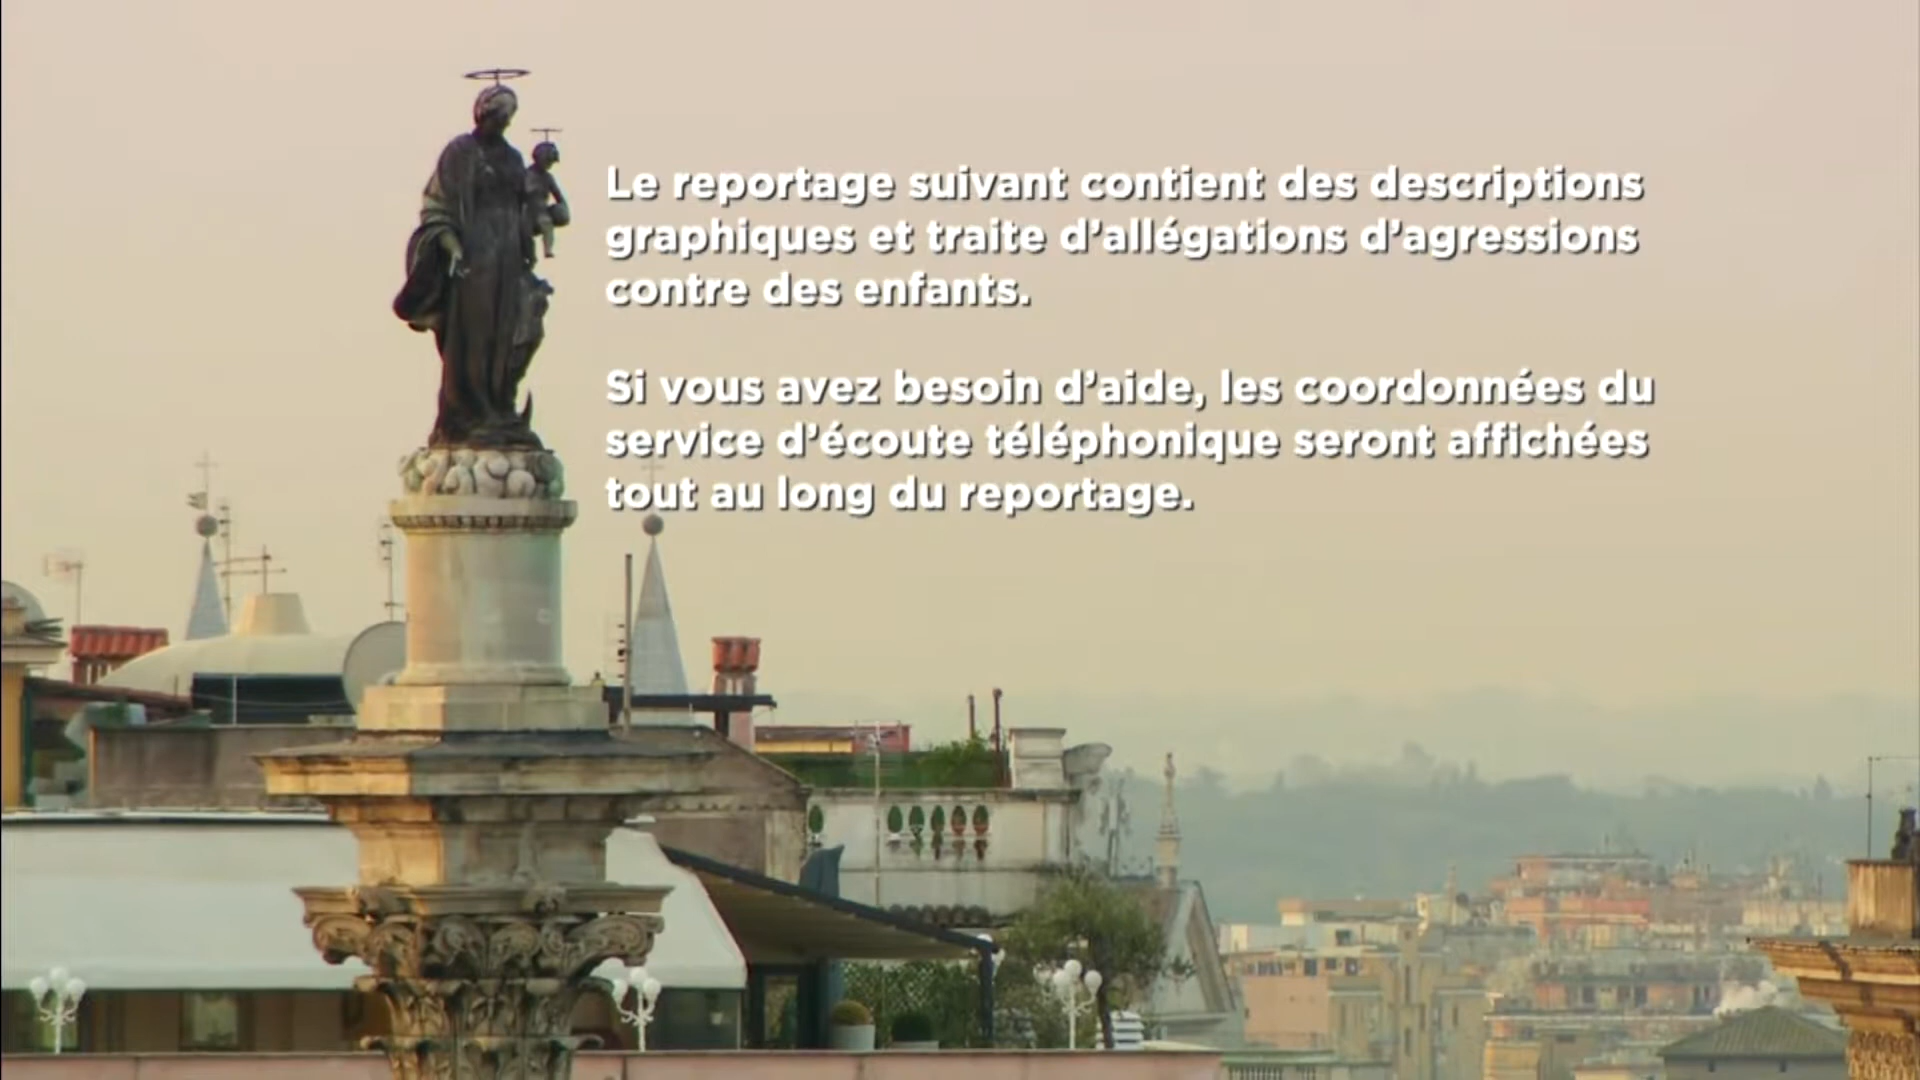 Le reportage suivant contient des descriptions
graphiques et traite d'allégations d'agressions
contre des enfants.
Si vous avez besoin d'aide, les coordonnées du
service d'écoute téléphonique seront affichées
tout au long du reportage.